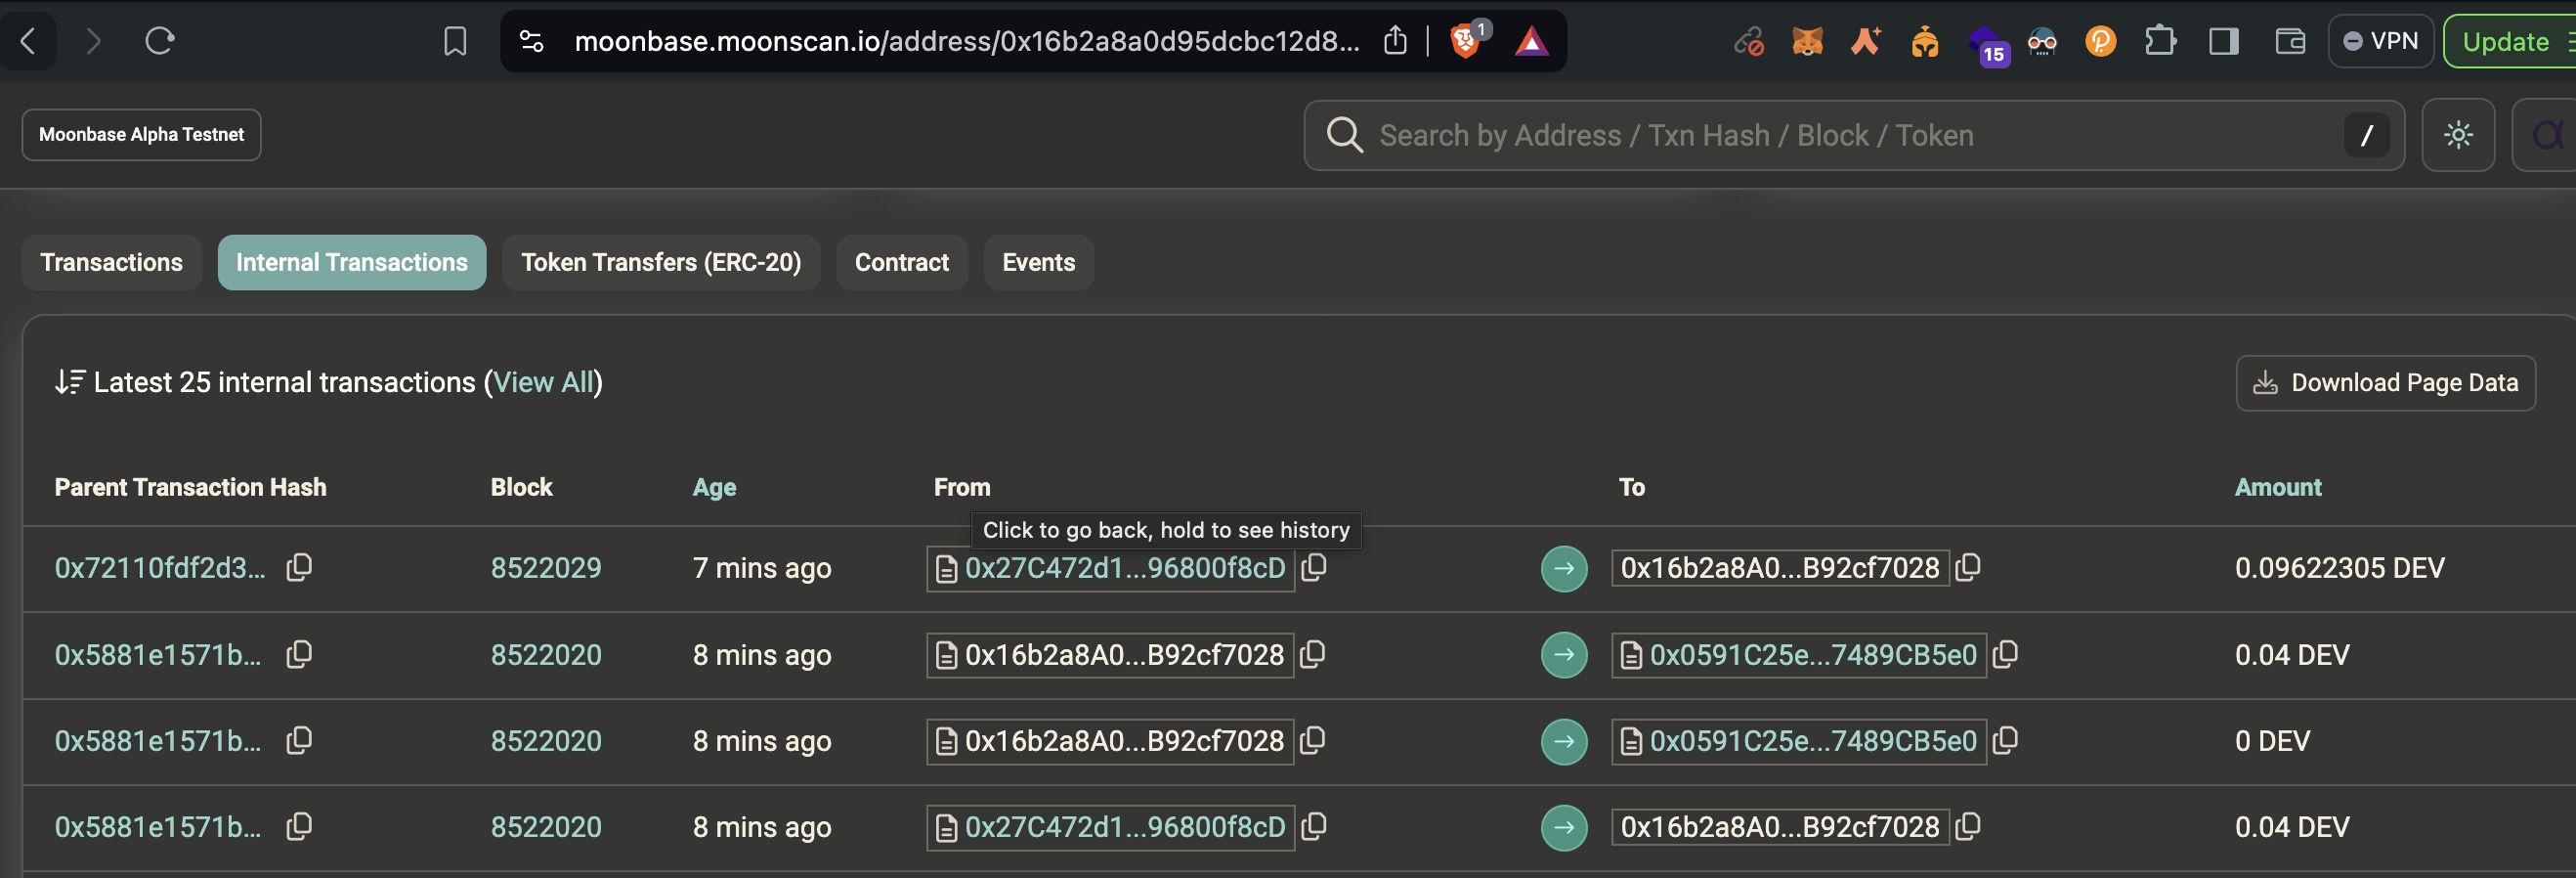 moonbase.moonscan.io/address/0x16b2a8a0d95dcbc12d8...
1
15
VPN
Update
Moonbase Alpha Testnet
Search by Address / Txn Hash / Block / Token
/
Transactions
Internal Transactions
Token Transfers (ERC-20)
Contract
Events
Latest 25 internal transactions (View All)
Download Page Data
Parent Transaction Hash Block Age From To Amount
Click to go back, hold to see history
0x72110fdf2d3... 8522029 7 mins ago 0x27C472d1...96800f8cD 0x16b2a8A0...B92cf7028 0.09622305 DEV
0x5881e1571b... 8522020 8 mins ago 0x16b2a8A0...B92cf7028 0x0591C25e...7489CB5e0 0.04 DEV
0x5881e1571b... 8522020 8 mins ago 0x16b2a8A0...B92cf7028 0x0591C25e...7489CB5e0 0 DEV
0x5881e1571b... 8522020 8 mins ago 0x27C472d1...96800f8cD 0x16b2a8A0...B92cf7028 0.04 DEV